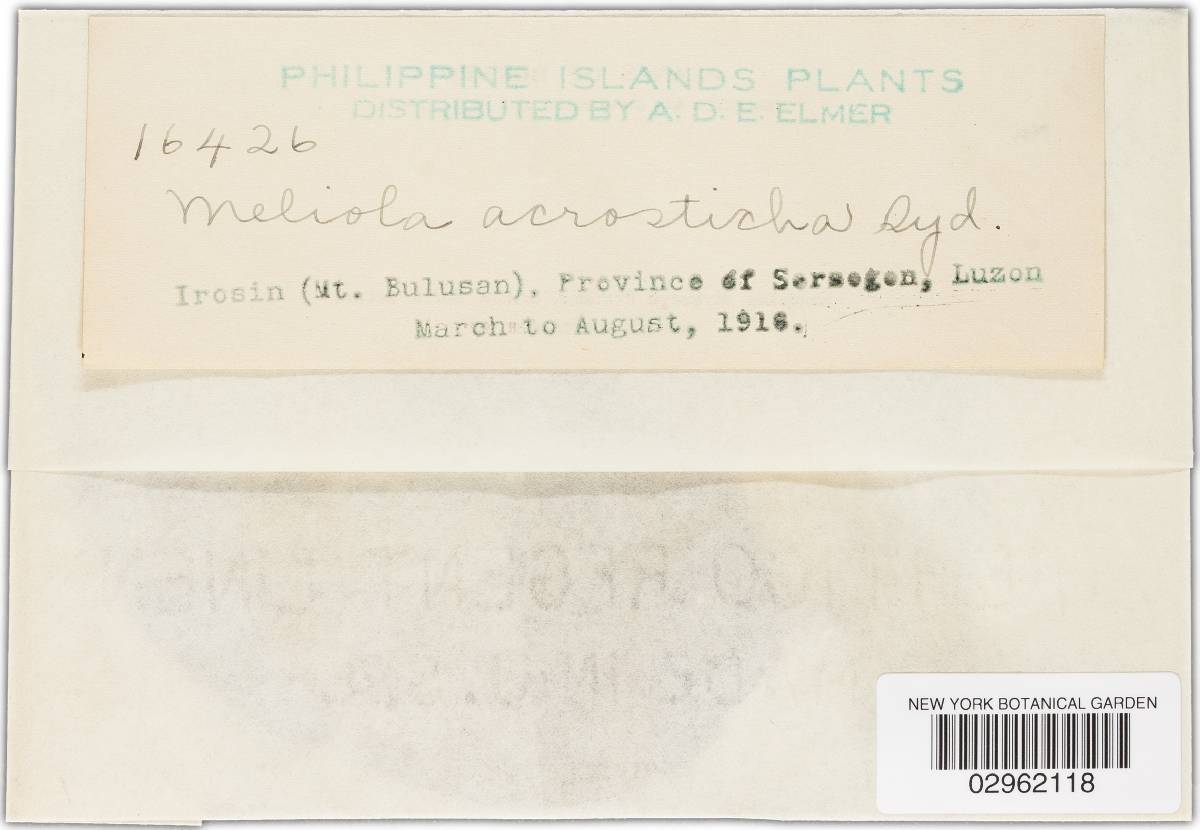 PHILIPPINE ISLANDS PLANTS
DISTRIBUTED BY A. D. E. ELMER
16426
Meliola acrosticha Syd.
Irosin (Mt. Bulusan), Province of Sorsogon, Luzon
March to August, 1916.
NEW YORK BOTANICAL GARDEN
02962118